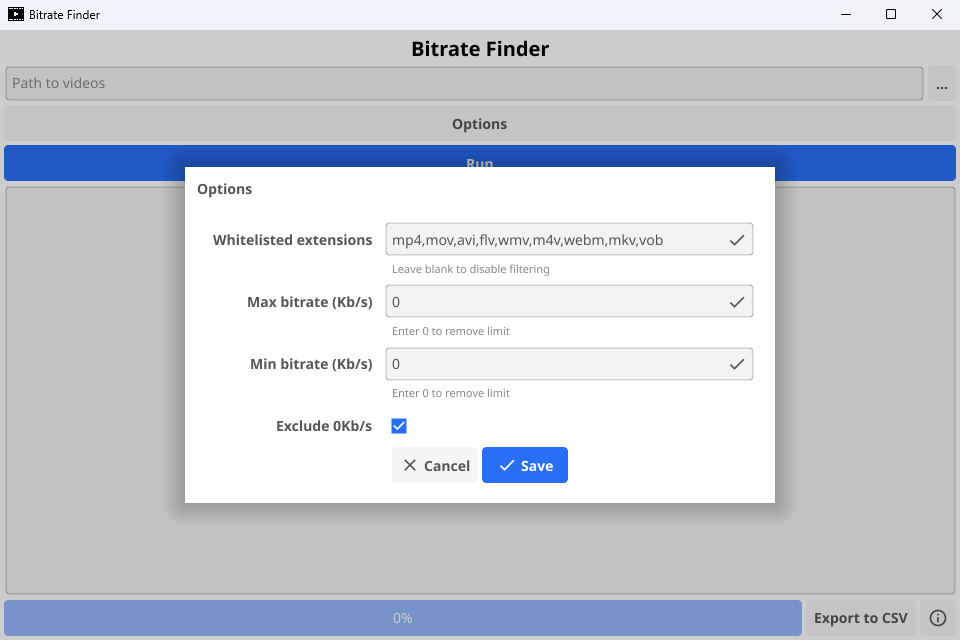 Bitrate Finder
Bitrate Finder
Path to videos
...
Options
Run
Options
Whitelisted extensions
mp4,mov,avi,flv,wmv,m4v,webm,mkv,vob
Leave blank to disable filtering
Max bitrate (Kb/s)
0
Enter 0 to remove limit
Min bitrate (Kb/s)
0
Enter 0 to remove limit
Exclude 0Kb/s
Cancel
Save
0%
Export to CSV